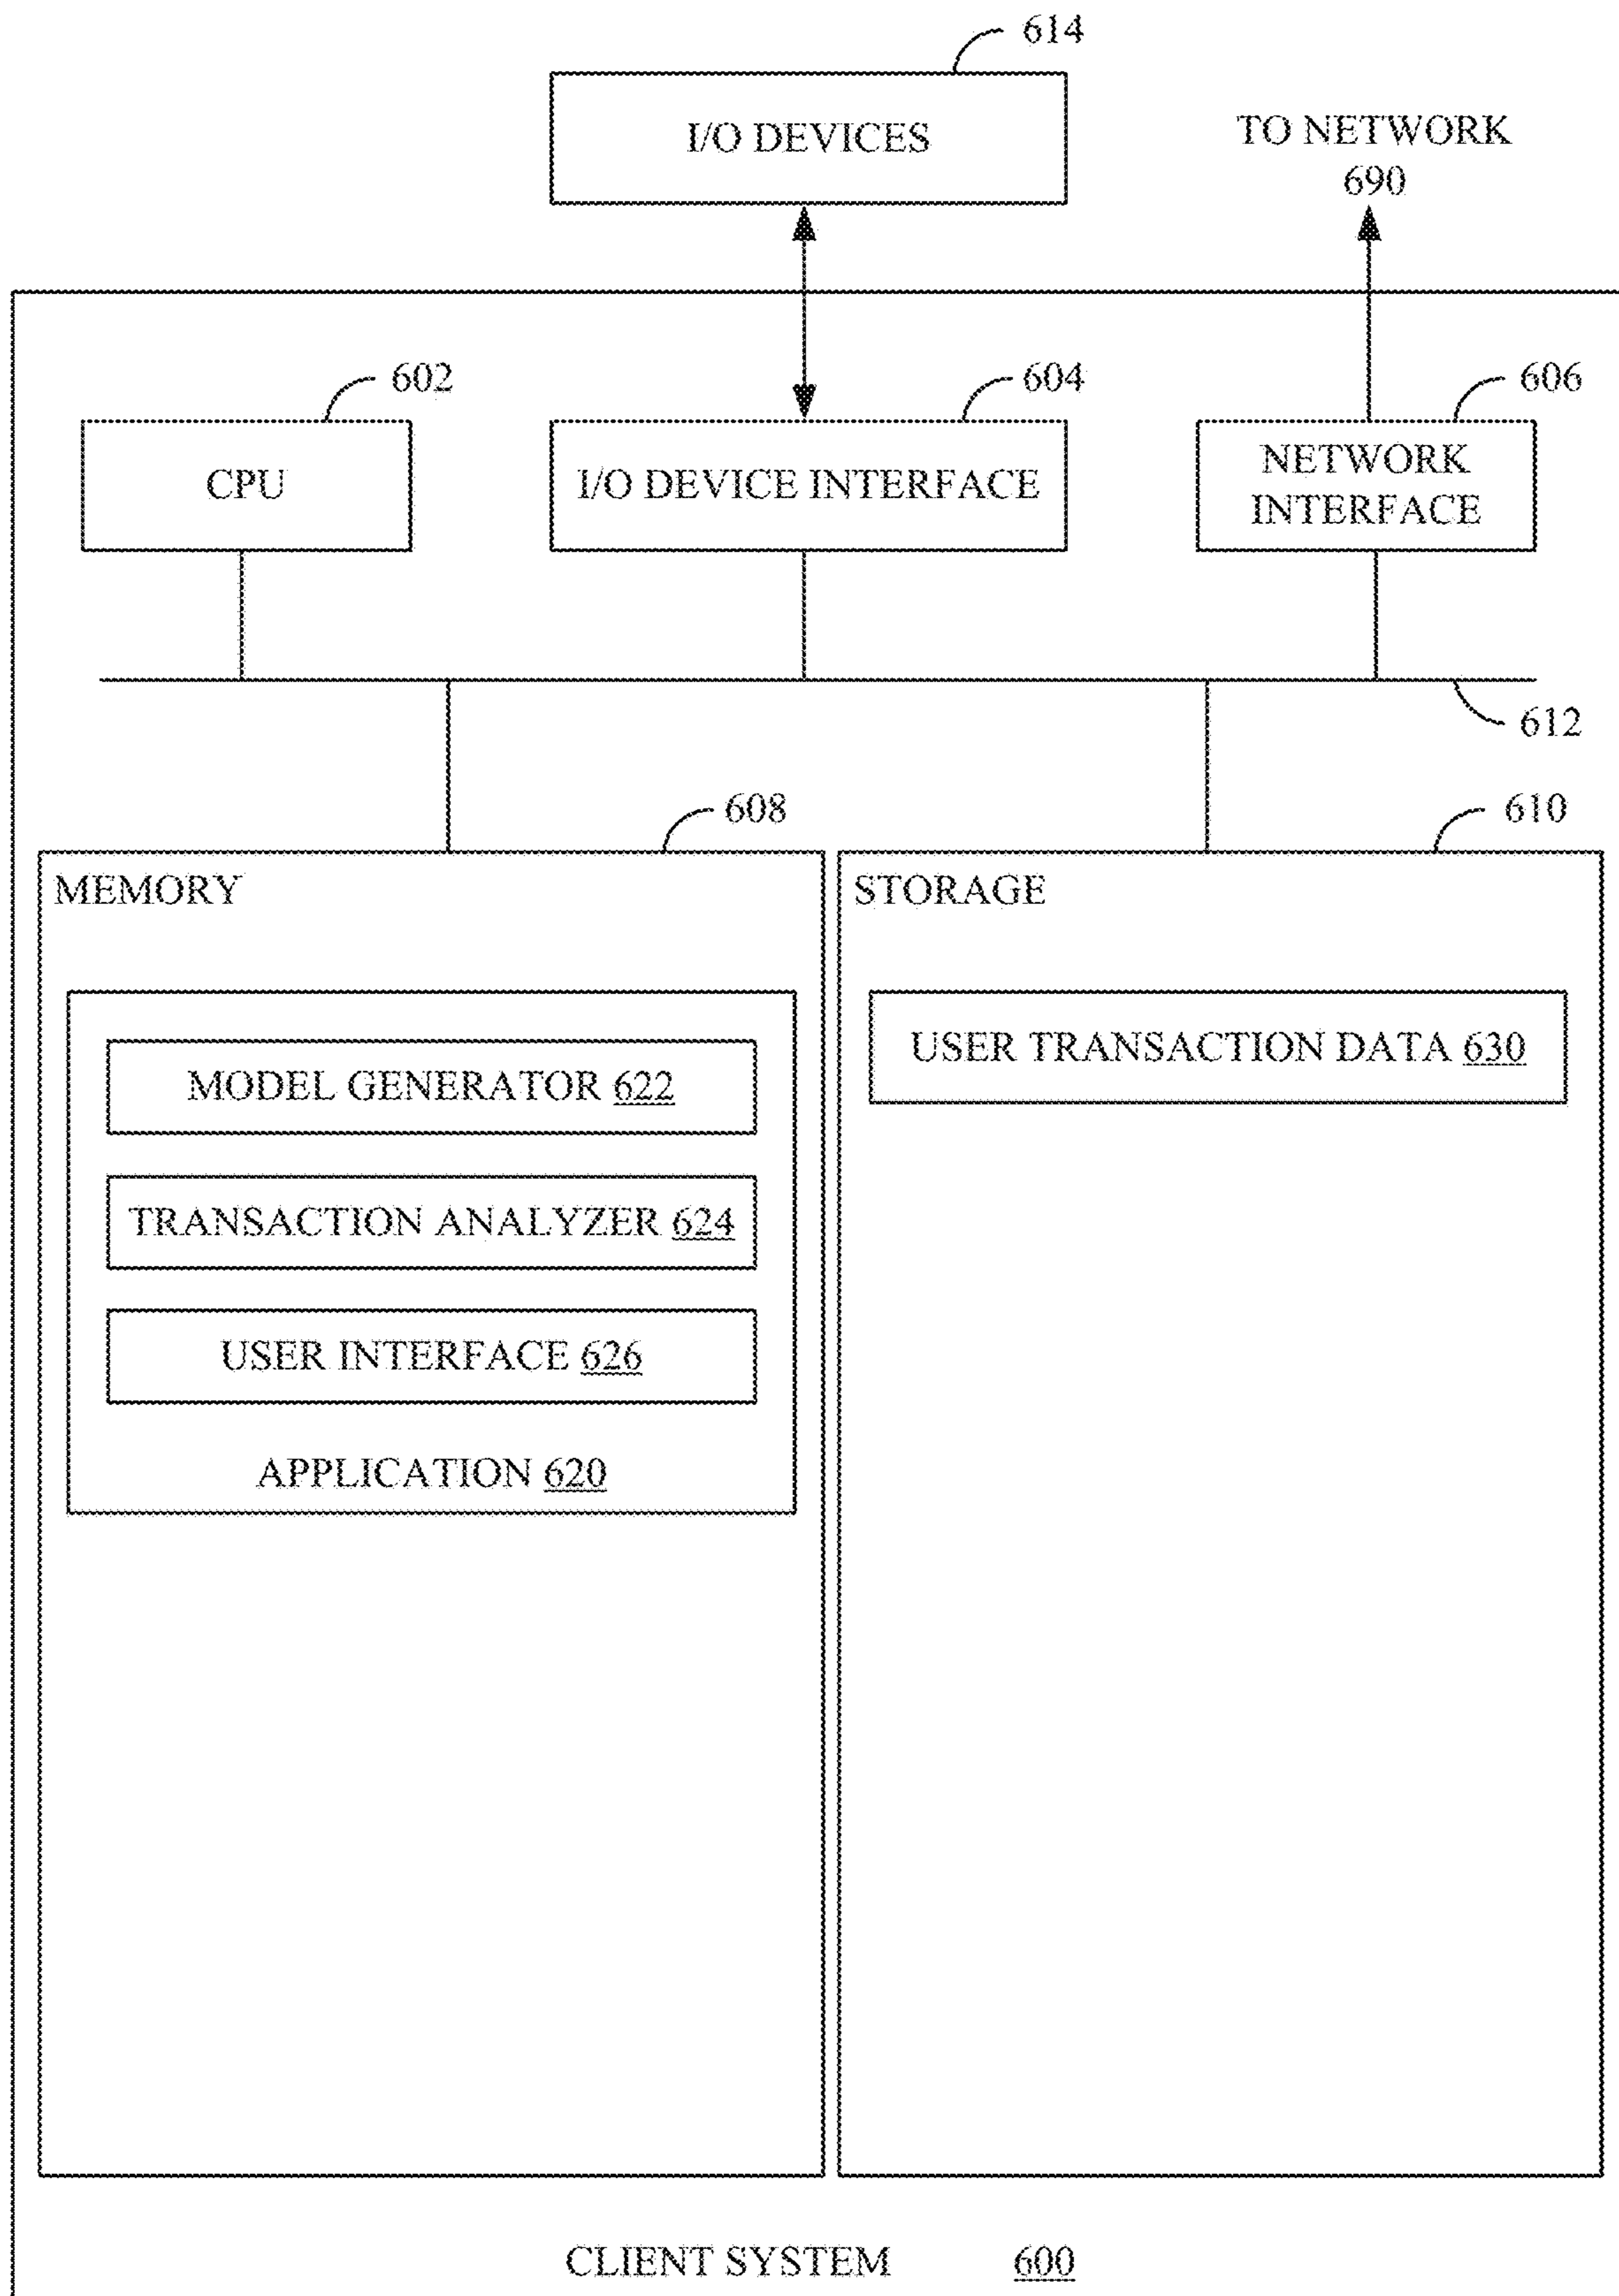 614
I/O DEVICES
TO NETWORK
690
602
604
606
CPU
I/O DEVICE INTERFACE
NETWORK
INTERFACE
612
608
610
MEMORY
STORAGE
MODEL GENERATOR 622
USER TRANSACTION DATA 630
TRANSACTION ANALYZER 624
USER INTERFACE 626
APPLICATION 620
CLIENT SYSTEM 600